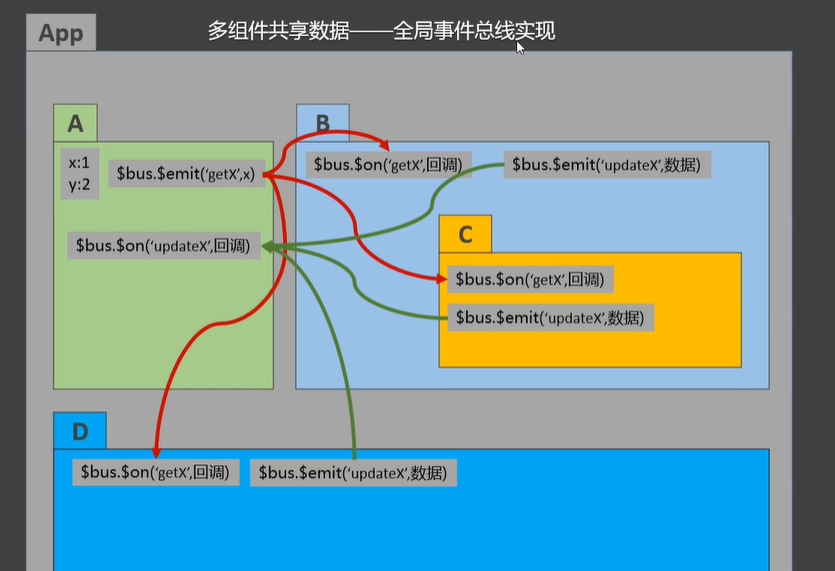 多组件共享数据——全局事件总线实现
App
A
x:1
y:2
$bus.$emit(‘getX’,x)
$bus.$on(‘updateX’,回调)
B
$bus.$on(‘getX’,回调)
$bus.$emit(‘updateX’,数据)
C
$bus.$on(‘getX’,回调)
$bus.$emit(‘updateX’,数据)
D
$bus.$on(‘getX’,回调)
$bus.$emit(‘updateX’,数据)